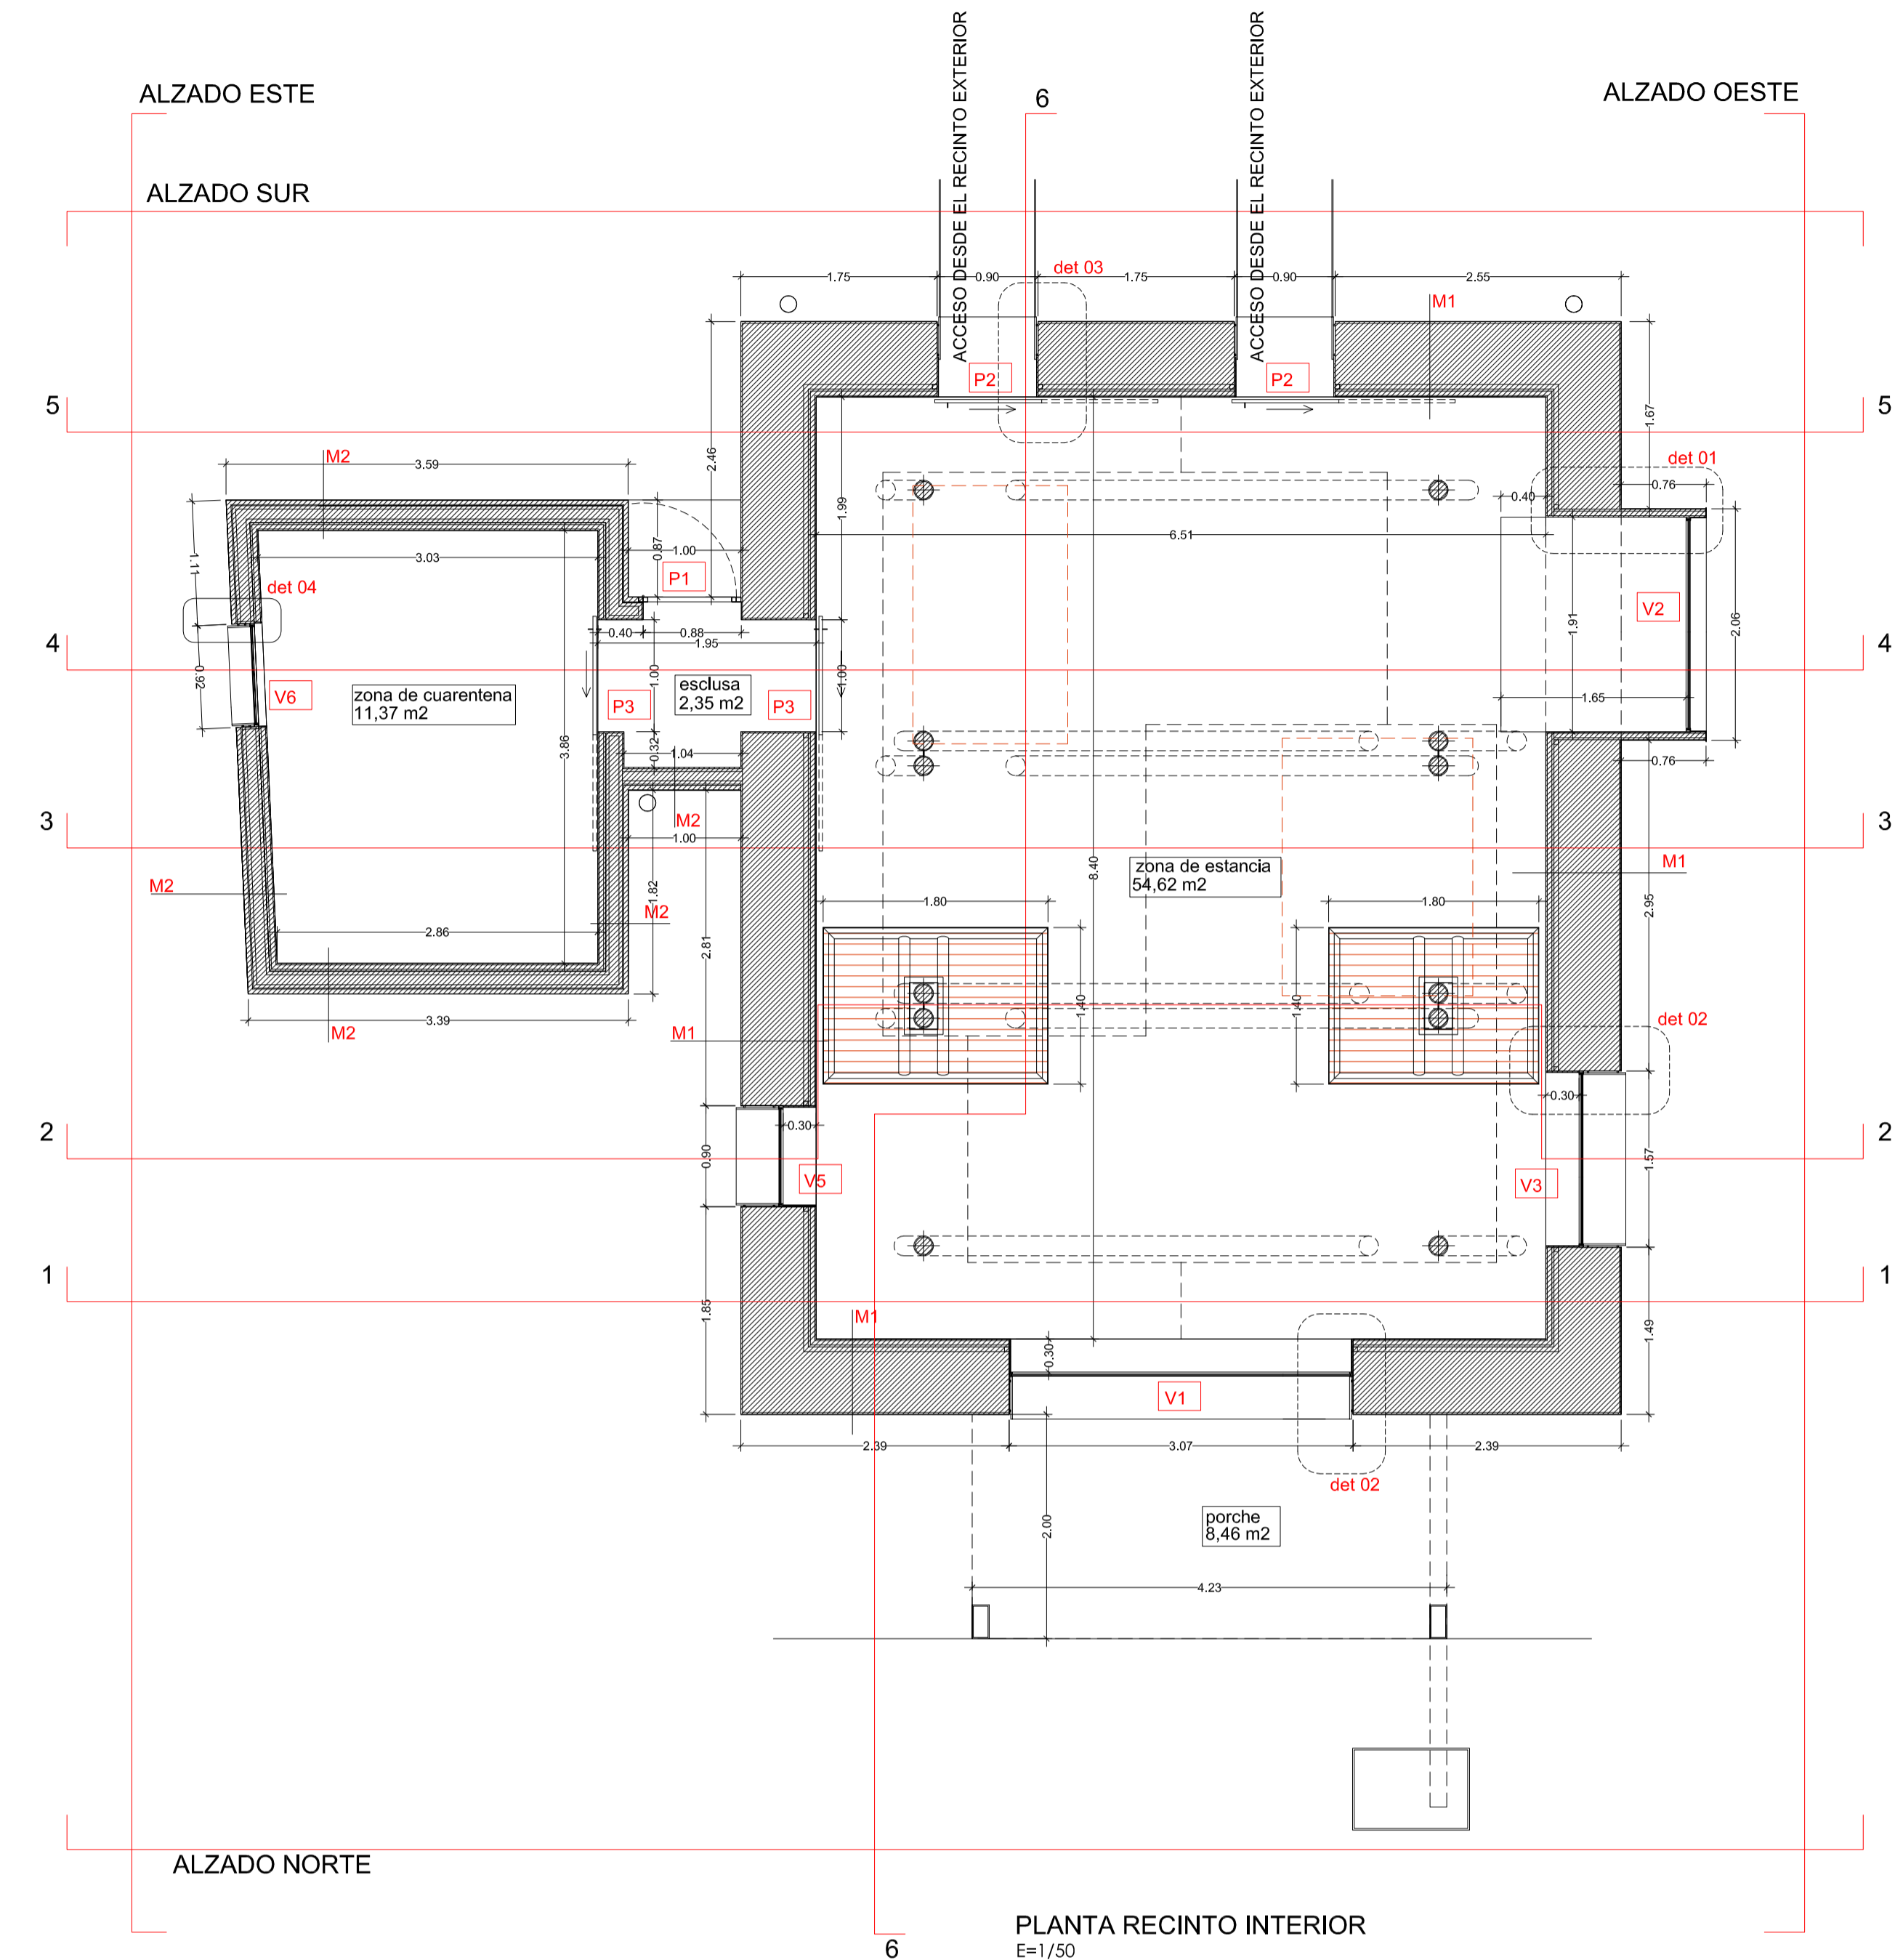 ACCESO DESDE EL RECINTO EXTERIOR
ACCESO DESDE EL RECINTO EXTERIOR
ALZADO ESTE
6
ALZADO OESTE
ALZADO SUR
det 03
1.75
0.90
1.75
0.90
2.55
M1
P2
P2
5
5
1.67
M2
3.59
2.46
det 01
0.76
0.40
1.99
6.51
1.11
3.03
0.87
1.00
P1
det 04
V2
1.91
2.06
0.40
0.88
1.95
4
4
0.92
V6
zona de cuarentena
11,37 m2
1.00
esclusa
2,35 m2
P3
P3
1.00
1.65
3.86
0.32
1.04
0.76
3
M2
3
1.00
8.40
zona de estancia
54,62 m2
M1
M2
1.82
M2
1.80
1.80
2.95
2.86
2.81
1.40
1.40
3.39
M2
M1
det 02
0.30
0.30
2
2
0.90
1.57
V5
V3
1
1
1.85
M1
1.49
0.30
V1
2.39
3.07
2.39
det 02
porche
8,46 m2
2.00
4.23
ALZADO NORTE
PLANTA RECINTO INTERIOR
E=1/50
6